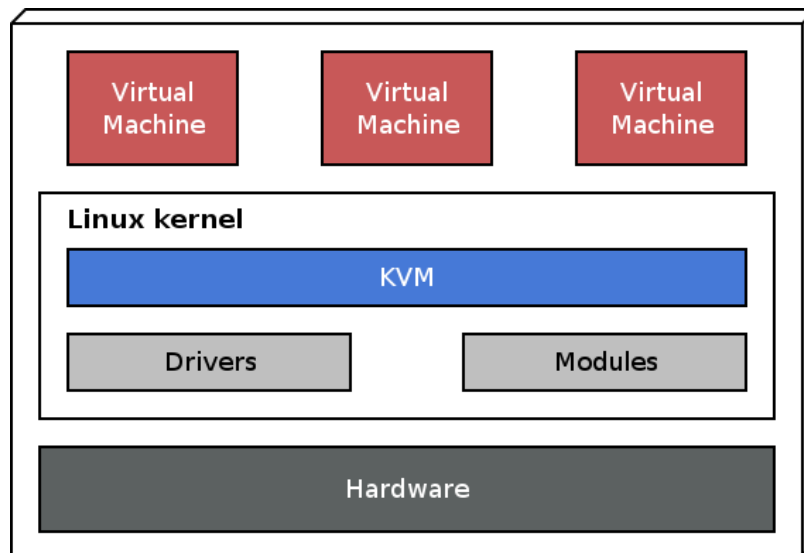 Virtual
Machine
Virtual
Machine
Virtual
Machine
Linux kernel
KVM
Drivers
Modules
Hardware